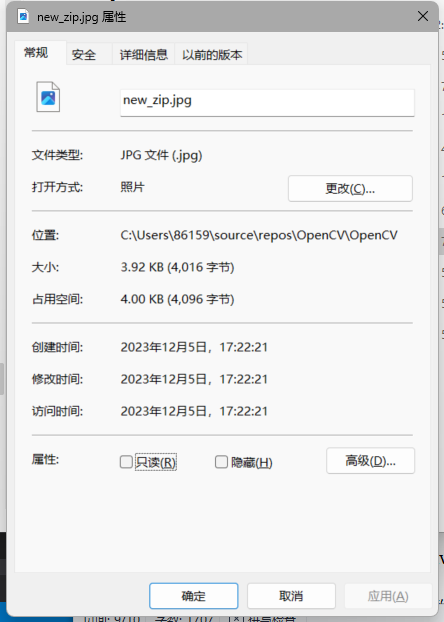 new_zip.jpg 属性
常规 安全 详细信息 以前的版本
new_zip.jpg
文件类型: JPG 文件 (.jpg)
打开方式: 照片 更改(C)...
位置: C:\Users\86159\source\repos\OpenCV\OpenCV
大小: 3.92 KB (4,016 字节)
占用空间: 4.00 KB (4,096 字节)
创建时间: 2023年12月5日，17:22:21
修改时间: 2023年12月5日，17:22:21
访问时间: 2023年12月5日，17:22:21
属性: 只读(R) 隐藏(H) 高级(D)...
确定 取消 应用(A)